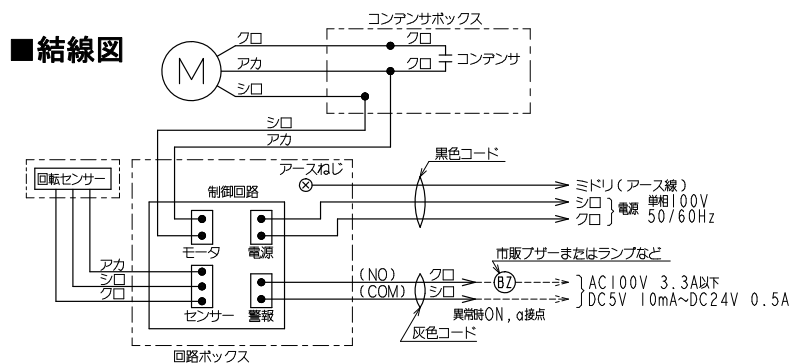 ■結線図
コンデンサボックス
クロ
クロ
M
アカ
クロ
コンデンサ
シロ
シロ
アカ
回転センサー
アースねじ
制御回路
黒色コード
ミドリ(アース線)
シロ
クロ
電源
単相100V
50/60Hz
モータ
電源
市販ブザーまたはランプなど
アカ
シロ
クロ
センサー
警報
(NO)
クロ
(COM)
シロ
BZ
AC100V 3.3A以下
DC5V 10mA~DC24V 0.5A
異常時ON,a接点
灰色コード
回路ボックス